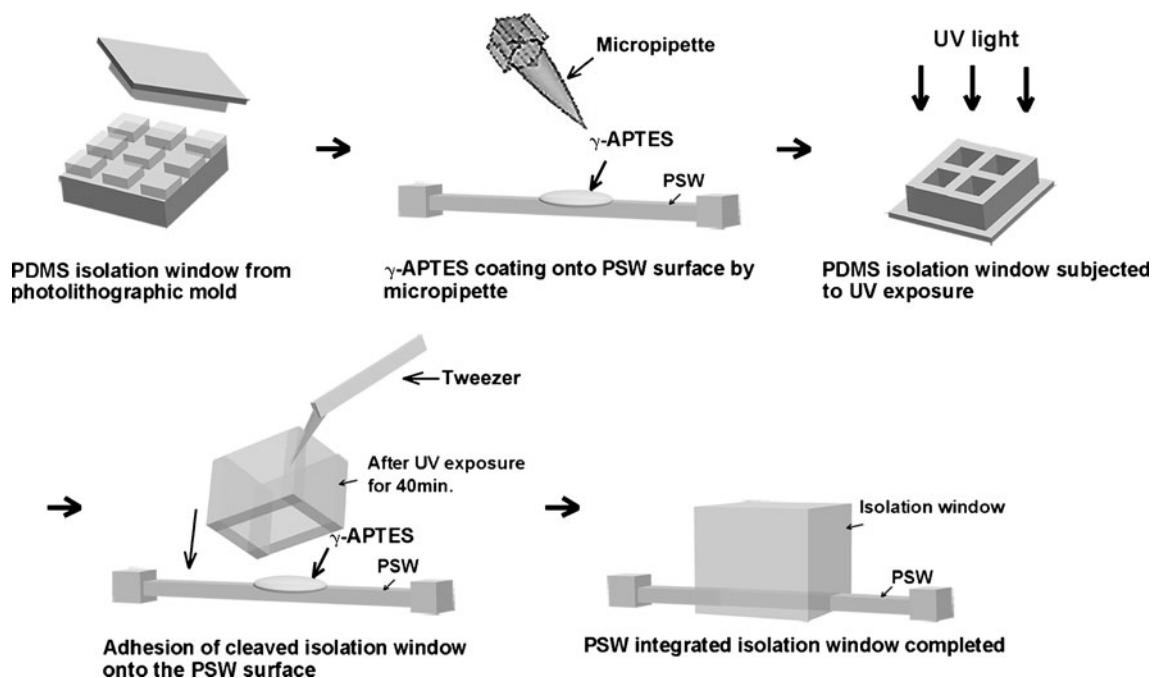 Micropipette
γ-APTES
PSW
UV light
PDMS isolation window from
photolithographic mold
γ-APTES coating onto PSW surface by
micropipette
PDMS isolation window subjected
to UV exposure
Tweezer
After UV exposure
for 40min.
γ-APTES
PSW
Isolation window
PSW
Adhesion of cleaved isolation window
onto the PSW surface
PSW integrated isolation window completed